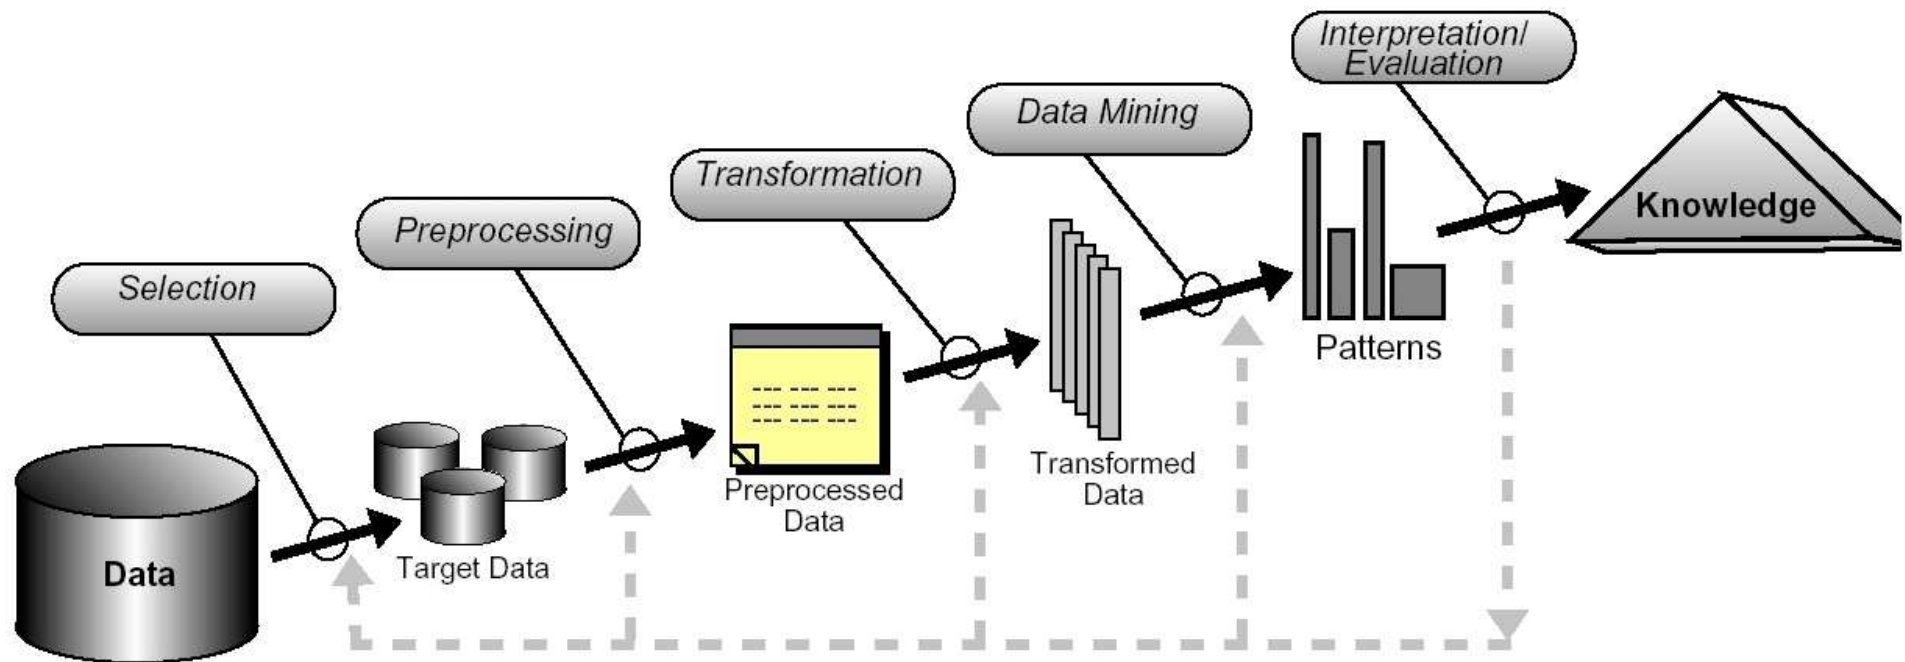 Interpretation/
Evaluation
Data Mining
Transformation
Knowledge
Preprocessing
Selection
Patterns
Transformed
Data
Preprocessed
Data
Target Data
Data